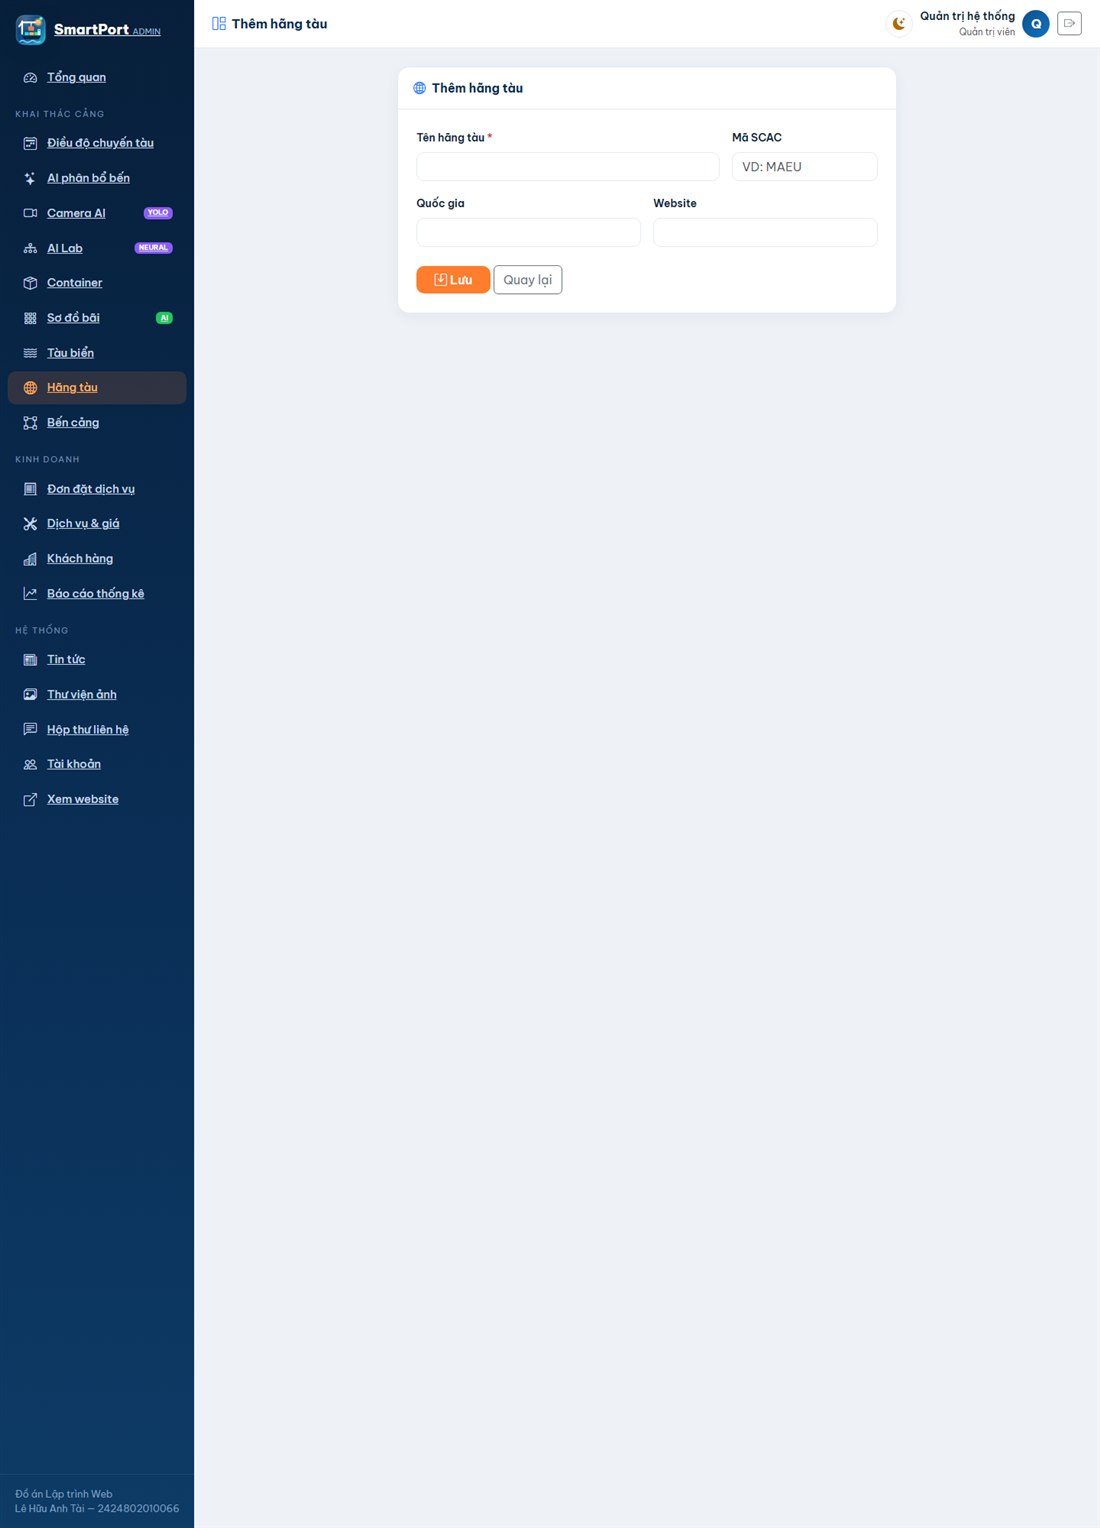 SmartPort ADMIN
Tổng quan
KHAI THÁC CẢNG
Điều độ chuyến tàu
AI phân bổ bến
Camera AI YOLO
AI Lab NEURAL
Container
Sơ đồ bãi AI
Tàu biển
Hãng tàu
Bến cảng
KINH DOANH
Đơn đặt dịch vụ
Dịch vụ & giá
Khách hàng
Báo cáo thống kê
HỆ THỐNG
Tin tức
Thư viện ảnh
Hộp thư liên hệ
Tài khoản
Xem website
Đồ án Lập trình Web
Lê Hữu Anh Tài — 2424802010066
Thêm hãng tàu
Quản trị hệ thống
Quản trị viên
Q
Thêm hãng tàu
Tên hãng tàu * Mã SCAC
VD: MAEU
Quốc gia Website
Lưu Quay lại